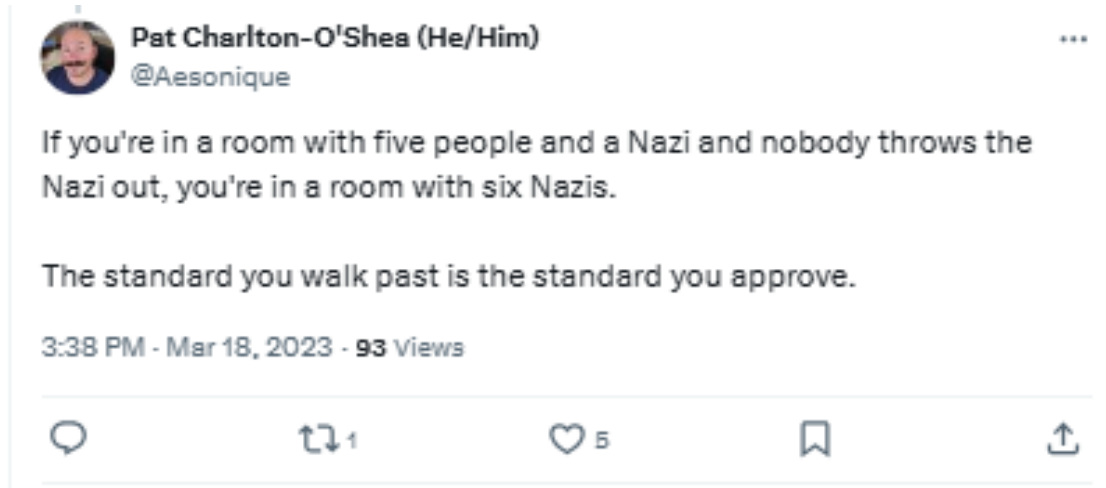 Pat Charlton-O'Shea (He/Him)
@Aesonique
If you're in a room with five people and a Nazi and nobody throws the
Nazi out, you're in a room with six Nazis.
The standard you walk past is the standard you approve.
3:38 PM · Mar 18, 2023 · 93 Views
1 5